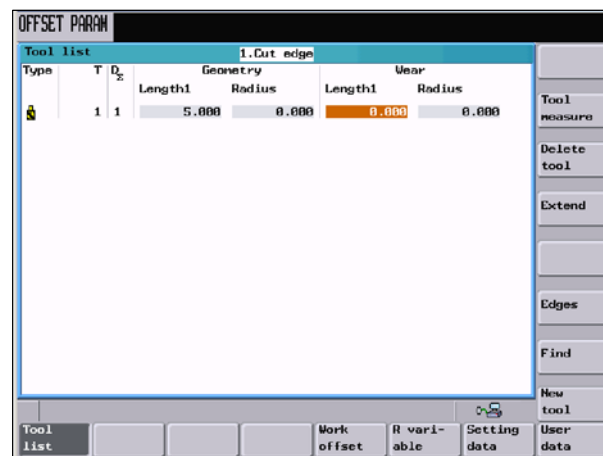 OFFSET PARAM
Tool list 1.Cut edge
Type T D Σ Geometry Wear
Length1 Radius Length1 Radius
1 1 5.000 0.000 0.000 0.000
Tool
measure
Delete
tool
Extend
Edges
Find
New
tool
Tool
list
Work
offset
R vari-
able
Setting
data
User
data